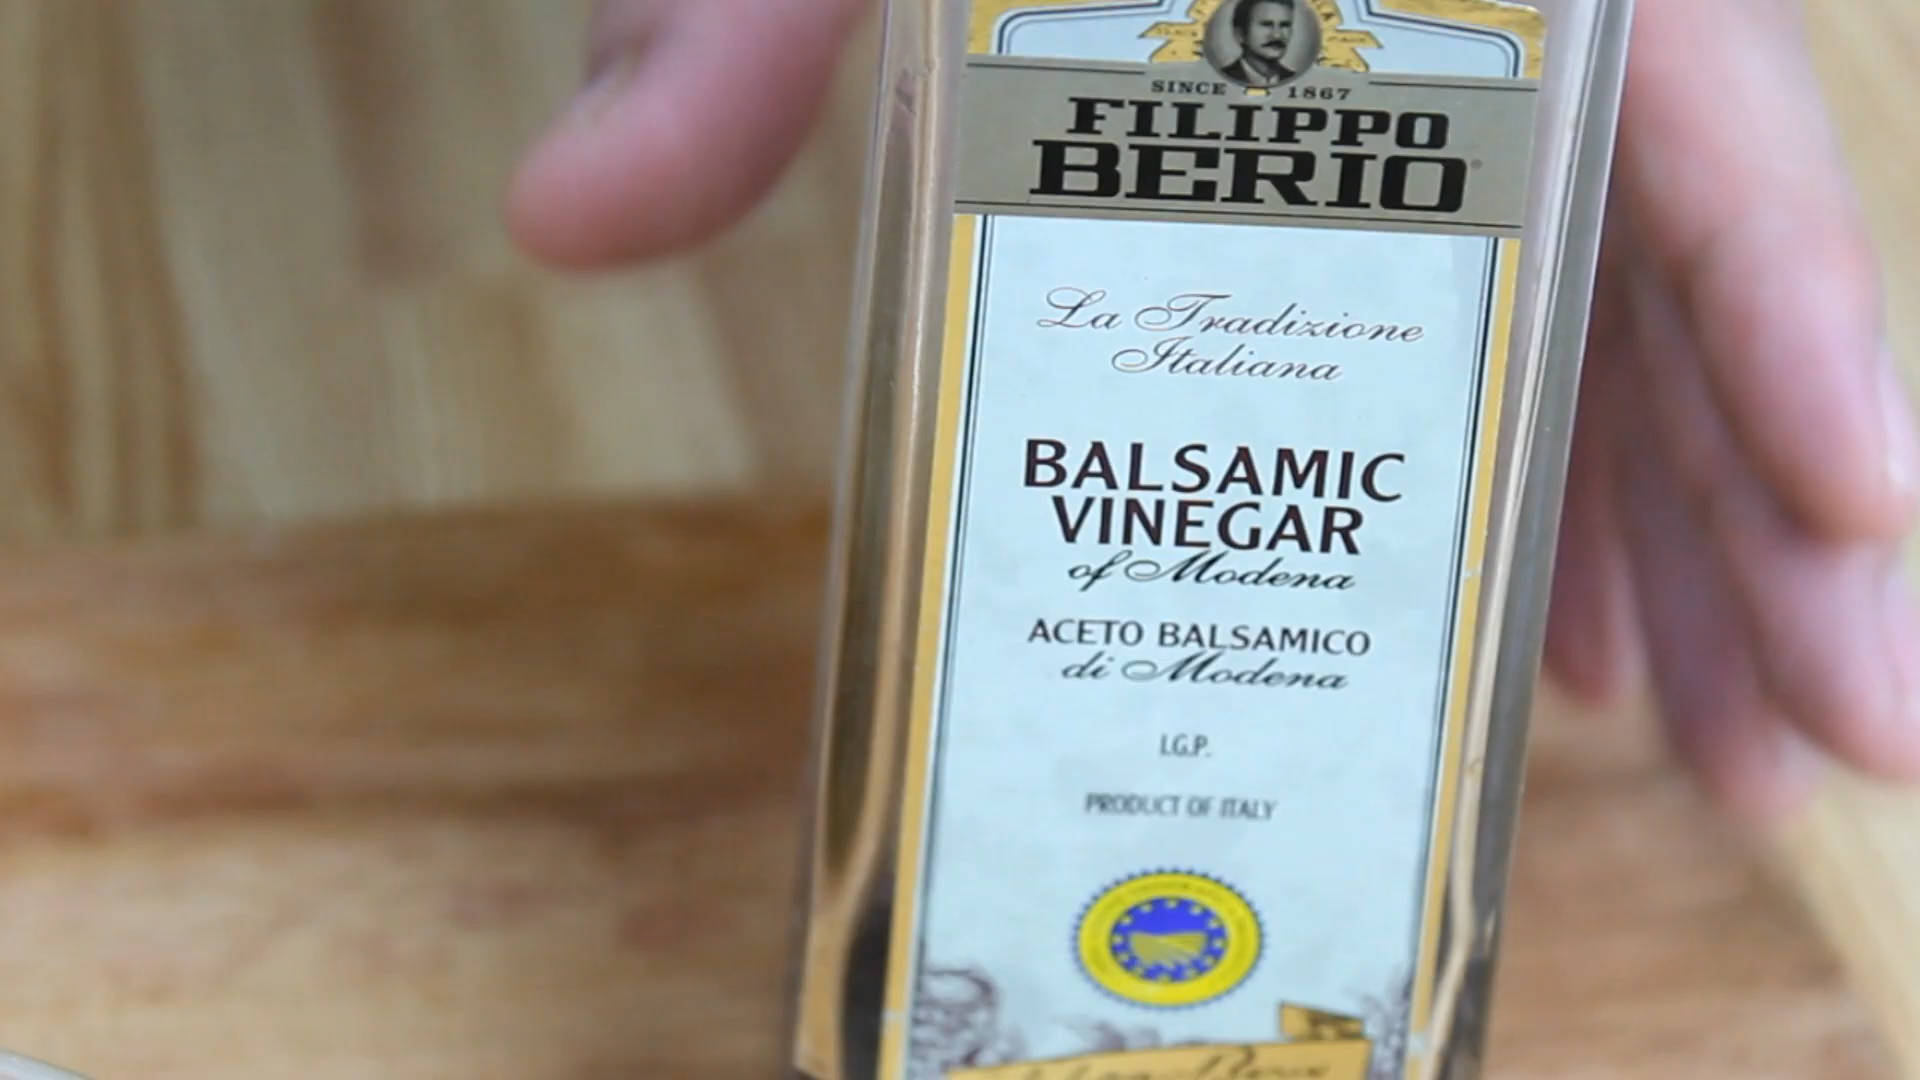 SINCE 1867
FILIPPO
BERIO®
La Tradizione
Italiana
BALSAMIC
VINEGAR
of Modena
ACETO BALSAMICO
di Modena
I.G.P.
PRODUCT OF ITALY